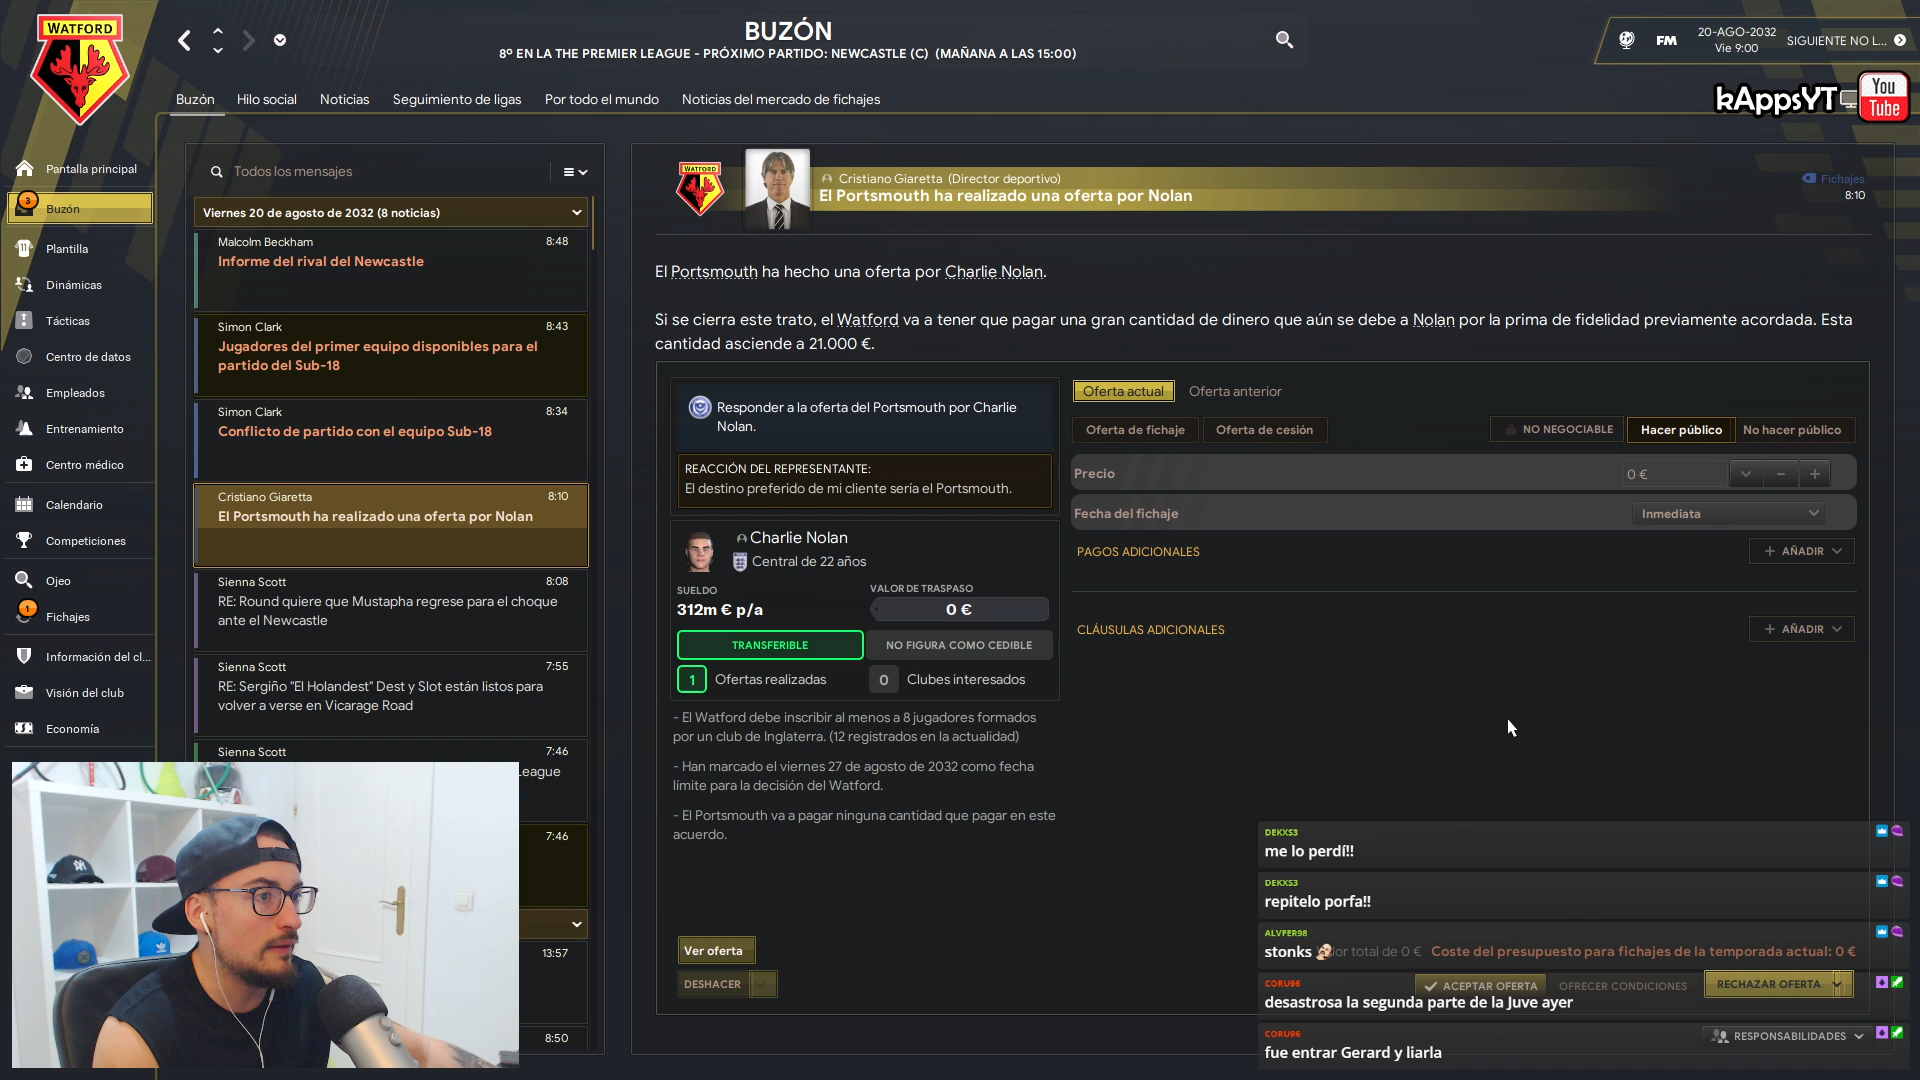 WATFORD
BUZÓN
8º EN LA THE PREMIER LEAGUE - PRÓXIMO PARTIDO: NEWCASTLE (C) (MAÑANA A LAS 15:00)
FM
20-AGO-2032
Vie 9:00
SIGUIENTE NO L...
Buzón
Hilo social
Noticias
Seguimiento de ligas
Por todo el mundo
Noticias del mercado de fichajes
kAppsYT
You
Tube
Pantalla principal
3
Buzón
Plantilla
Dinámicas
Tácticas
Centro de datos
Empleados
Entrenamiento
Centro médico
Calendario
Competiciones
Ojeo
1
Fichajes
Información del cl...
Visión del club
Economía
Todos los mensajes
Viernes 20 de agosto de 2032 (8 noticias)
Malcolm Beckham 8:48
Informe del rival del Newcastle
Simon Clark 8:43
Jugadores del primer equipo disponibles para el
partido del Sub-18
Simon Clark 8:34
Conflicto de partido con el equipo Sub-18
Cristiano Giaretta 8:10
El Portsmouth ha realizado una oferta por Nolan
Sienna Scott 8:08
RE: Round quiere que Mustapha regrese para el choque
ante el Newcastle
Sienna Scott 7:55
RE: Sergiño "El Holandest" Dest y Slot están listos para
volver a verse en Vicarage Road
Sienna Scott 7:46
League
7:46
13:57
8:50
WATFORD
Cristiano Giaretta (Director deportivo)
El Portsmouth ha realizado una oferta por Nolan
Fichajes
8:10
El Portsmouth ha hecho una oferta por Charlie Nolan.
Si se cierra este trato, el Watford va a tener que pagar una gran cantidad de dinero que aún se debe a Nolan por la prima de fidelidad previamente acordada. Esta
cantidad asciende a 21.000 €.
Responder a la oferta del Portsmouth por Charlie
Nolan.
REACCIÓN DEL REPRESENTANTE:
El destino preferido de mi cliente sería el Portsmouth.
Charlie Nolan
Central de 22 años
SUELDO
312m € p/a
VALOR DE TRASPASO
0 €
TRANSFERIBLE
NO FIGURA COMO CEDIBLE
1 Ofertas realizadas
0 Clubes interesados
- El Watford debe inscribir al menos a 8 jugadores formados
por un club de Inglaterra. (12 registrados en la actualidad)
- Han marcado el viernes 27 de agosto de 2032 como fecha
límite para la decisión del Watford.
- El Portsmouth va a pagar ninguna cantidad que pagar en este
acuerdo.
Ver oferta
DESHACER
Oferta actual
Oferta anterior
Oferta de fichaje
Oferta de cesión
NO NEGOCIABLE
Hacer público
No hacer público
Precio
0 €
Fecha del fichaje
Inmediata
PAGOS ADICIONALES
AÑADIR
CLÁUSULAS ADICIONALES
AÑADIR
DEKXS3
me lo perdí!!
DEKXS3
repitelo porfa!!
ALVFER98
stonks
or total de 0 € Coste del presupuesto para fichajes de la temporada actual: 0 €
CORU96
ACEPTAR OFERTA
OFRECER CONDICIONES
RECHAZAR OFERTA
desastrosa la segunda parte de la Juve ayer
CORU96
RESPONSABILIDADES
fue entrar Gerard y liarla